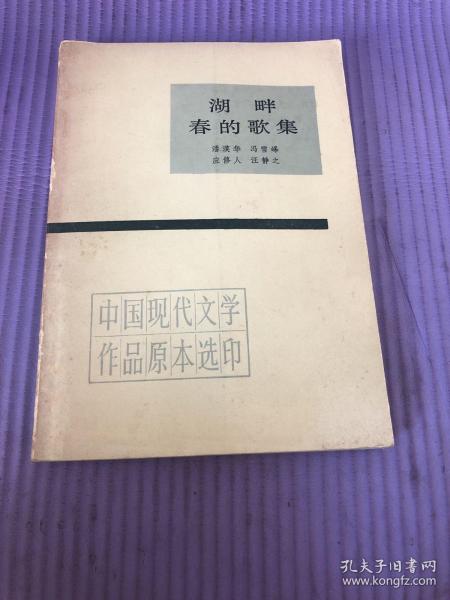 湖 畔
春的歌集
潘漠华 冯雪峰
应修人 汪静之
中国现代文学
作品原本选印
孔夫子旧书网
www.kongfz.com